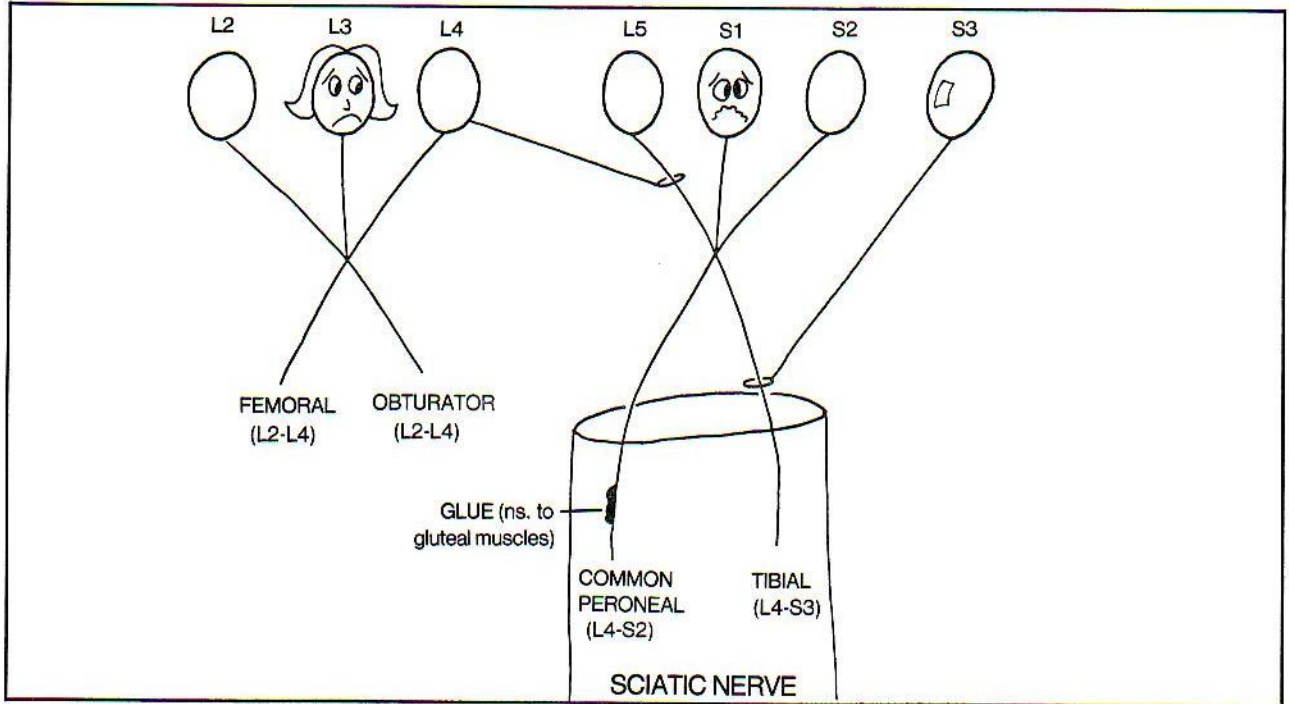 L2 L3 L4 L5 S1 S2 S3
FEMORAL
(L2-L4)
OBTURATOR
(L2-L4)
GLUE (ns. to
gluteal muscles)
COMMON
PERONEAL
(L4-S2)
TIBIAL
(L4-S3)
SCIATIC NERVE